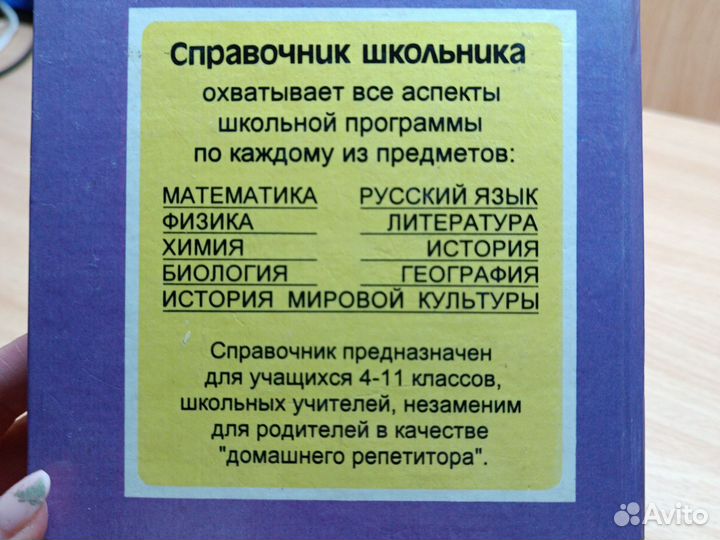 Справочник школьника
охватывает все аспекты
школьной программы
по каждому из предметов:
МАТЕМАТИКА РУССКИЙ ЯЗЫК
ФИЗИКА ЛИТЕРАТУРА
ХИМИЯ ИСТОРИЯ
БИОЛОГИЯ ГЕОГРАФИЯ
ИСТОРИЯ МИРОВОЙ КУЛЬТУРЫ
Справочник предназначен
для учащихся 4-11 классов,
школьных учителей, незаменим
для родителей в качестве
"домашнего репетитора".
Avito